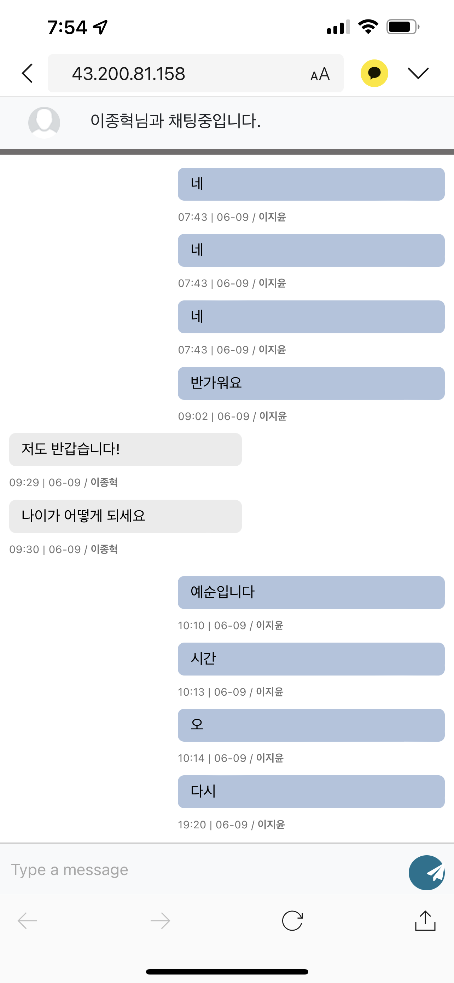 7:54
43.200.81.158
AA
이종혁님과 채팅중입니다.
네
07:43 | 06-09 / 이지윤
네
07:43 | 06-09 / 이지윤
네
07:43 | 06-09 / 이지윤
반가워요
09:02 | 06-09 / 이지윤
저도 반갑습니다!
09:29 | 06-09 / 이종혁
나이가 어떻게 되세요
09:30 | 06-09 / 이종혁
예순입니다
10:10 | 06-09 / 이지윤
시간
10:13 | 06-09 / 이지윤
오
10:14 | 06-09 / 이지윤
다시
19:20 | 06-09 / 이지윤
Type a message